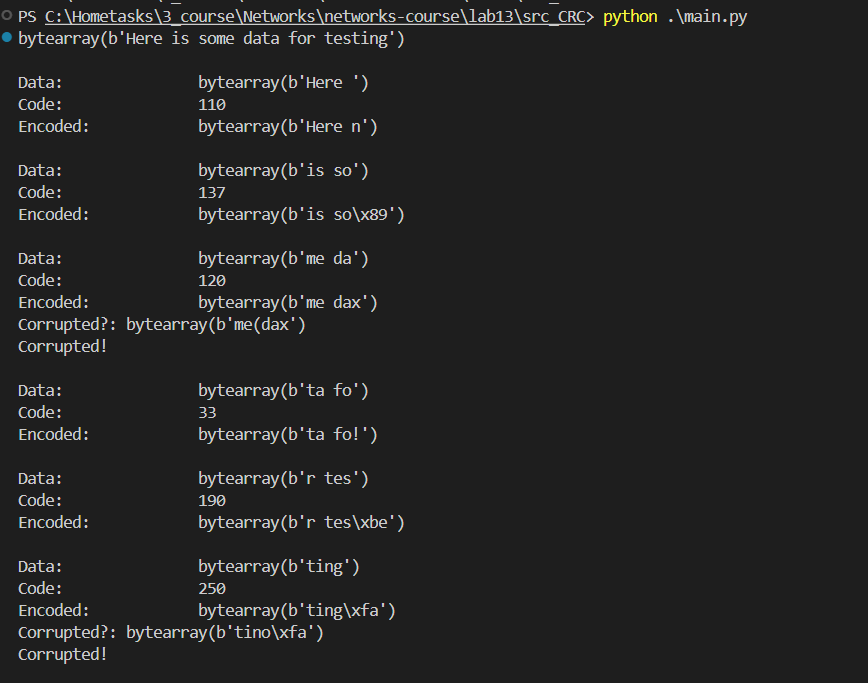 PS C:\Hometasks\3_course\Networks\networks-course\lab13\src_CRC> python .\main.py
bytearray(b'Here is some data for testing')
Data: bytearray(b'Here ')
Code: 110
Encoded: bytearray(b'Here n')
Data: bytearray(b'is so')
Code: 137
Encoded: bytearray(b'is so\x89')
Data: bytearray(b'me da')
Code: 120
Encoded: bytearray(b'me dax')
Corrupted?: bytearray(b'me(dax')
Corrupted!
Data: bytearray(b'ta fo')
Code: 33
Encoded: bytearray(b'ta fo!')
Data: bytearray(b'r tes')
Code: 190
Encoded: bytearray(b'r tes\xbe')
Data: bytearray(b'ting')
Code: 250
Encoded: bytearray(b'ting\xfa')
Corrupted?: bytearray(b'tino\xfa')
Corrupted!